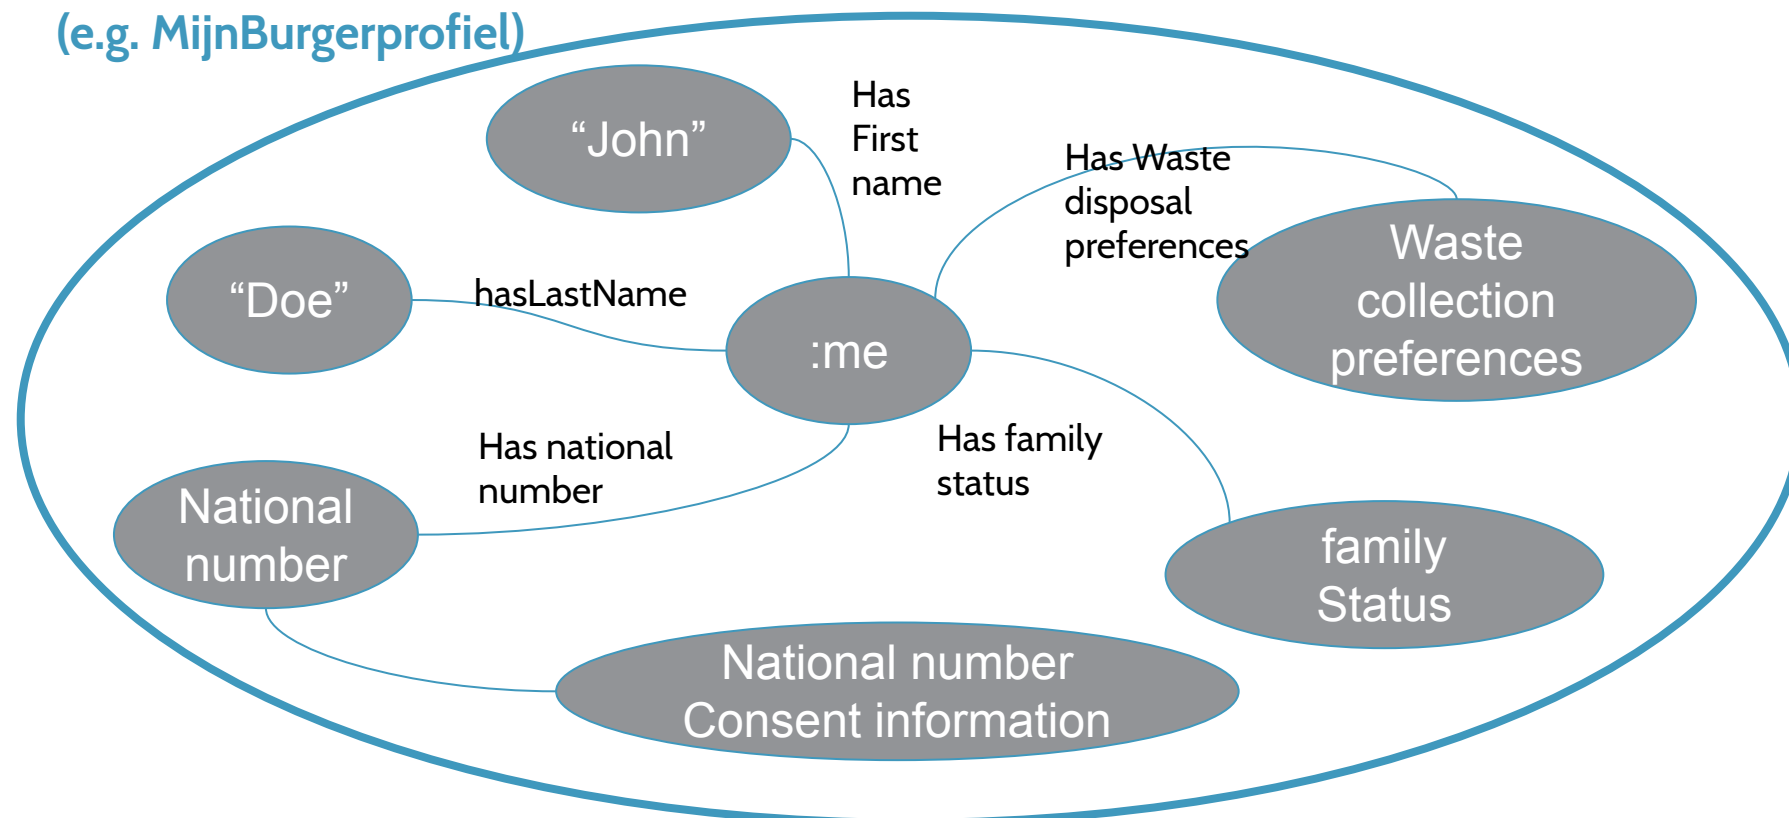 (e.g. MijnBurgerprofiel)
“John”
Has
First
name
Has Waste
disposal
preferences
Waste
collection
preferences
“Doe”
hasLastName
:me
Has national
number
Has family
status
National
number
family
Status
National number
Consent information